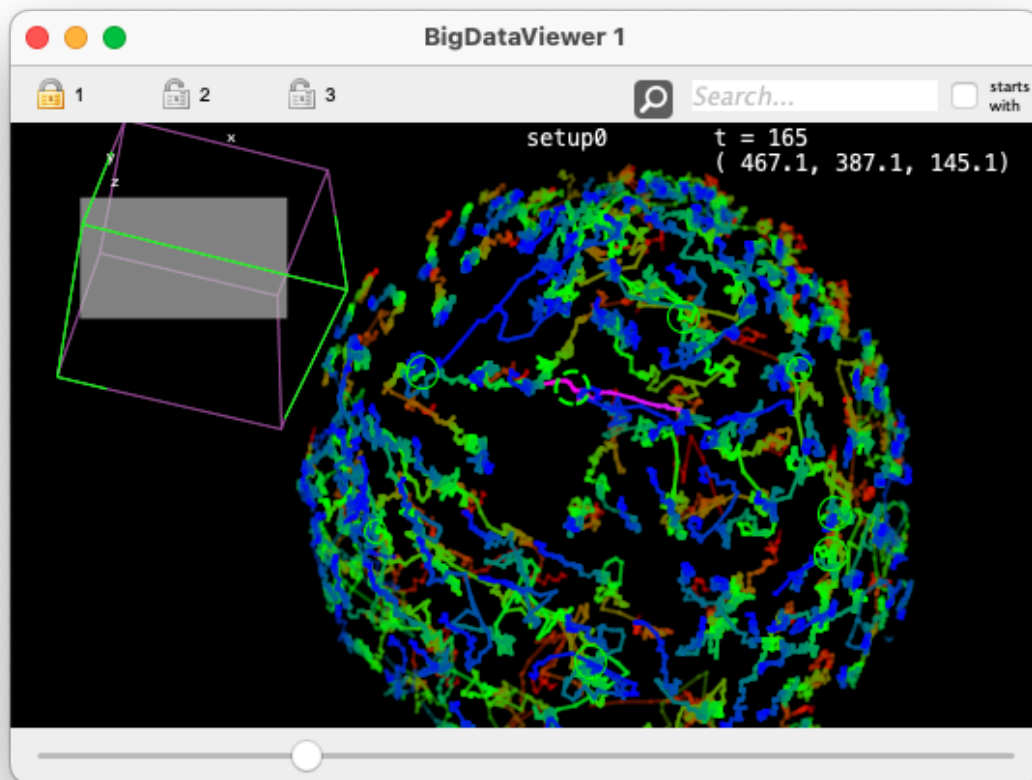 BigDataViewer 1
1
2
3
Search...
starts
with
setup0
t = 165
( 467.1, 387.1, 145.1)
x
y
z